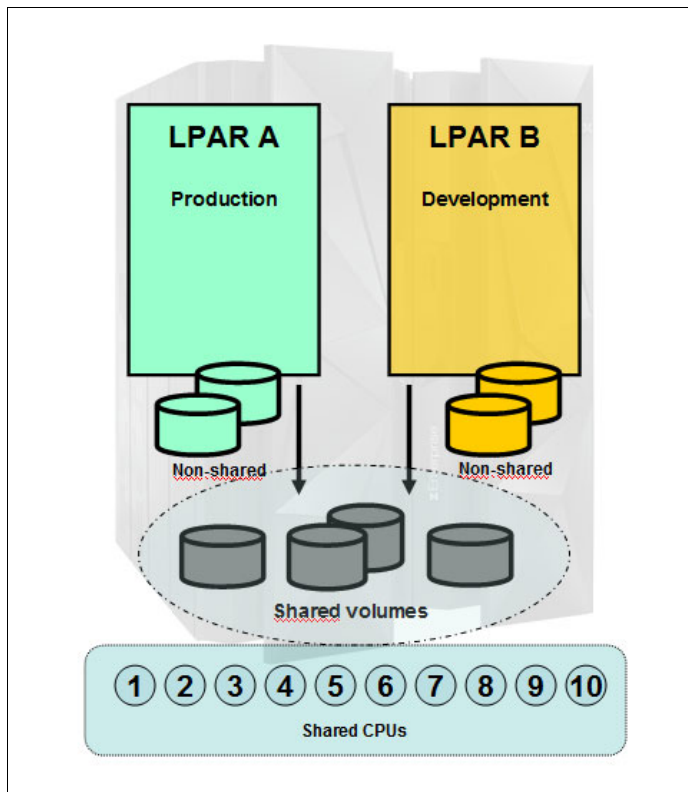 LPAR A
Production
LPAR B
Development
Non-shared
Non-shared
Shared volumes
1 2 3 4 5 6 7 8 9 10
Shared CPUs